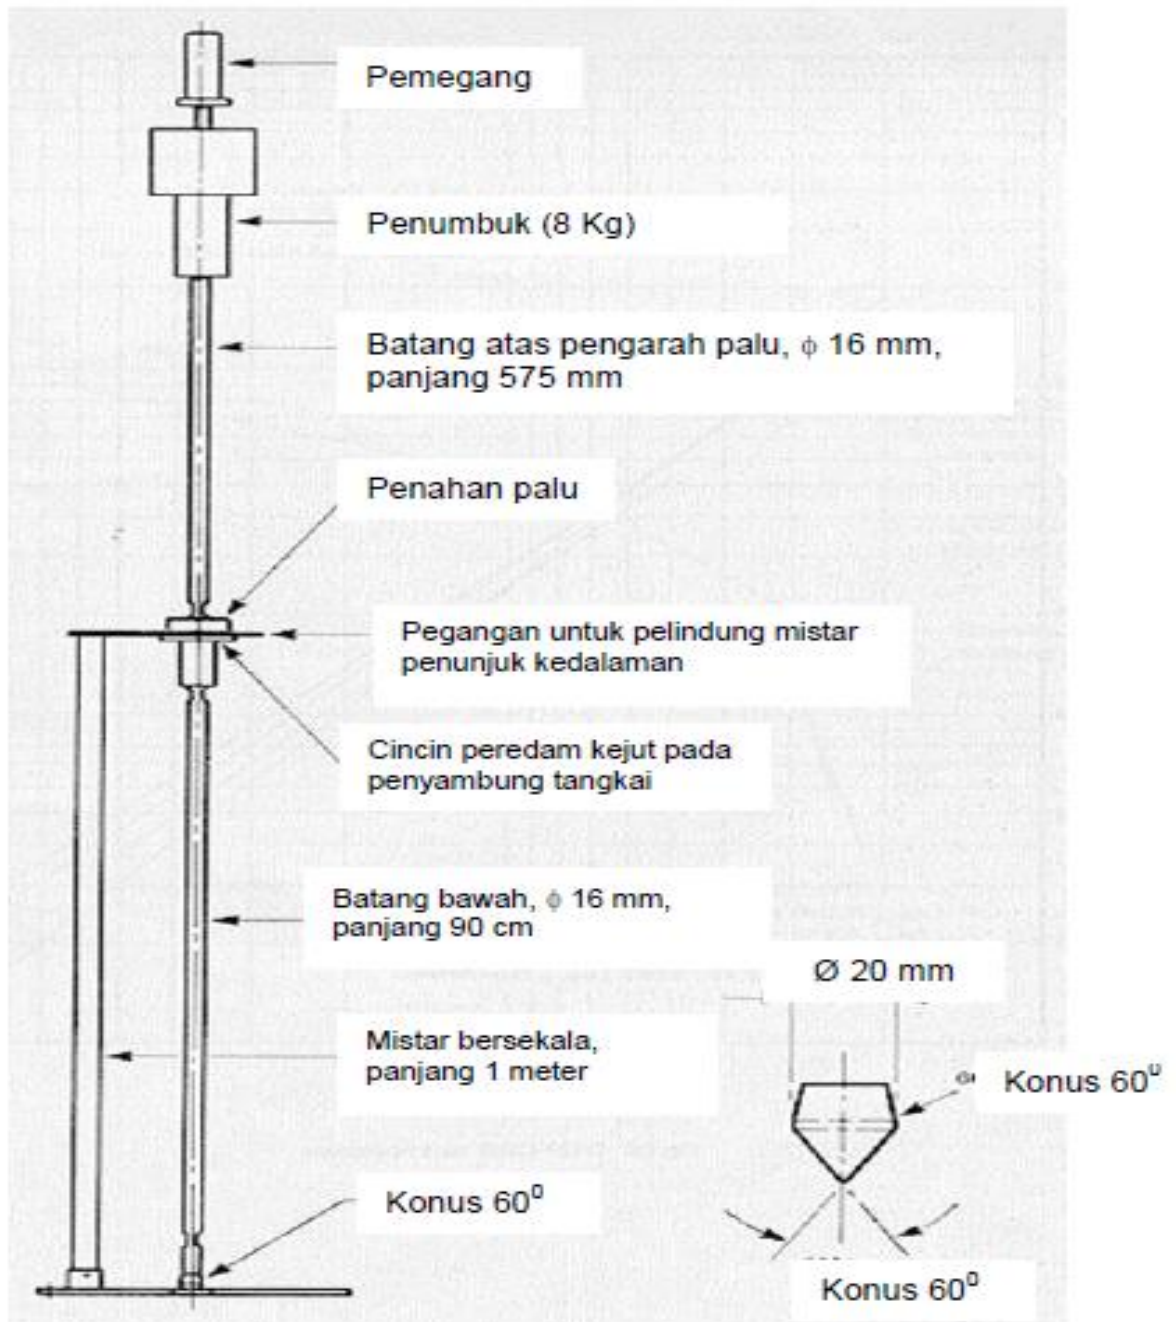 Pemegang
Penumbuk (8 Kg)
Batang atas pengarah palu, ϕ 16 mm,
panjang 575 mm
Penahan palu
Pegangan untuk pelindung mistar
penunjuk kedalaman
Cincin peredam kejut pada
penyambung tangkai
Batang bawah, ϕ 16 mm,
panjang 90 cm
Ø 20 mm
Mistar bersekala,
panjang 1 meter
Konus 60⁰
Konus 60⁰
Konus 60⁰